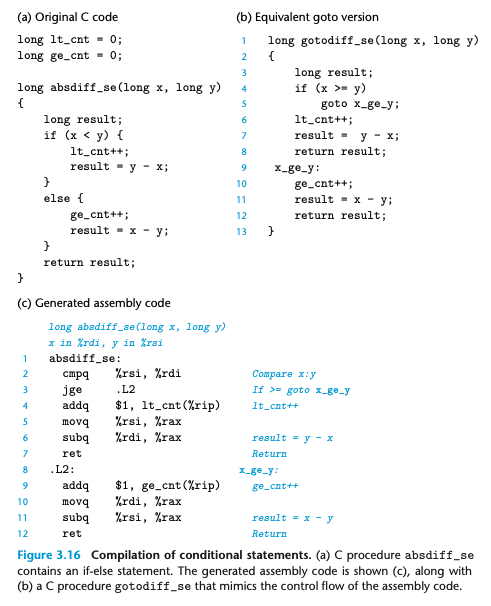 (a) Original C code
long lt_cnt = 0;
long ge_cnt = 0;
long absdiff_se(long x, long y)
{
long result;
if (x < y) {
lt_cnt++;
result = y - x;
}
else {
ge_cnt++;
result = x - y;
}
return result;
}
(b) Equivalent goto version
1 long gotodiff_se(long x, long y)
2 {
3 long result;
4 if (x >= y)
5 goto x_ge_y;
6 lt_cnt++;
7 result = y - x;
8 return result;
9 x_ge_y:
10 ge_cnt++;
11 result = x - y;
12 return result;
13 }
(c) Generated assembly code
long absdiff_se(long x, long y)
x in %rdi, y in %rsi
1 absdiff_se:
2 cmpq %rsi, %rdi Compare x:y
3 jge .L2 If >= goto x_ge_y
4 addq $1, lt_cnt(%rip) lt_cnt++
5 movq %rsi, %rax
6 subq %rdi, %rax result = y - x
7 ret Return
8 .L2: x_ge_y:
9 addq $1, ge_cnt(%rip) ge_cnt++
10 movq %rdi, %rax
11 subq %rsi, %rax result = x - y
12 ret Return
Figure 3.16 Compilation of conditional statements. (a) C procedure absdiff_se
contains an if-else statement. The generated assembly code is shown (c), along with
(b) a C procedure gotodiff_se that mimics the control flow of the assembly code.